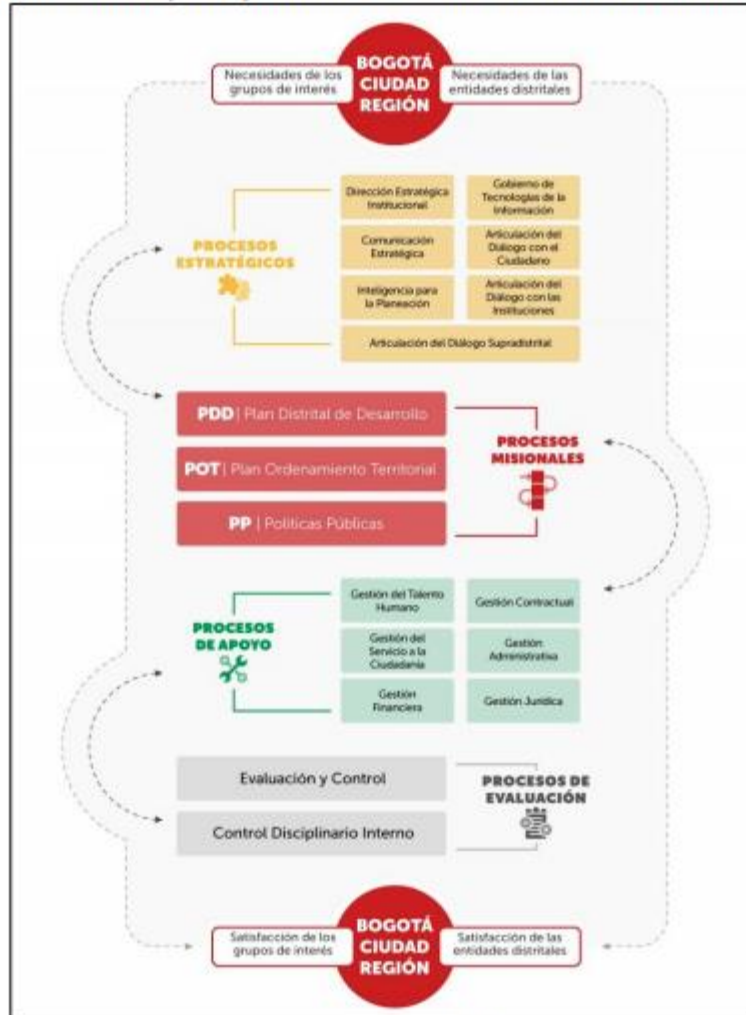 BOGOTÁ
CIUDAD
REGIÓN
Necesidades de los
grupos de interés
Necesidades de las
entidades distritales
PROCESOS
ESTRATÉGICOS
Dirección Estratégica
Institucional
Gobierno de
Tecnologías de la
Información
Comunicación
Estratégica
Articulación del
Diálogo con el
Ciudadano
Inteligencia para
la Planeación
Articulación del
Diálogo con las
Instituciones
Articulación del Diálogo Supradistrital
PDD | Plan Distrital de Desarrollo
POT | Plan Ordenamiento Territorial
PP | Políticas Públicas
PROCESOS
MISIONALES
PROCESOS
DE APOYO
Gestión del Talento
Humano
Gestión Contractual
Gestión del
Servicio a la
Ciudadanía
Gestión
Administrativa
Gestión
Financiera
Gestión Jurídica
Evaluación y Control
Control Disciplinario Interno
PROCESOS DE
EVALUACIÓN
Satisfacción de los
grupos de interés
BOGOTÁ
CIUDAD
REGIÓN
Satisfacción de las
entidades distritales